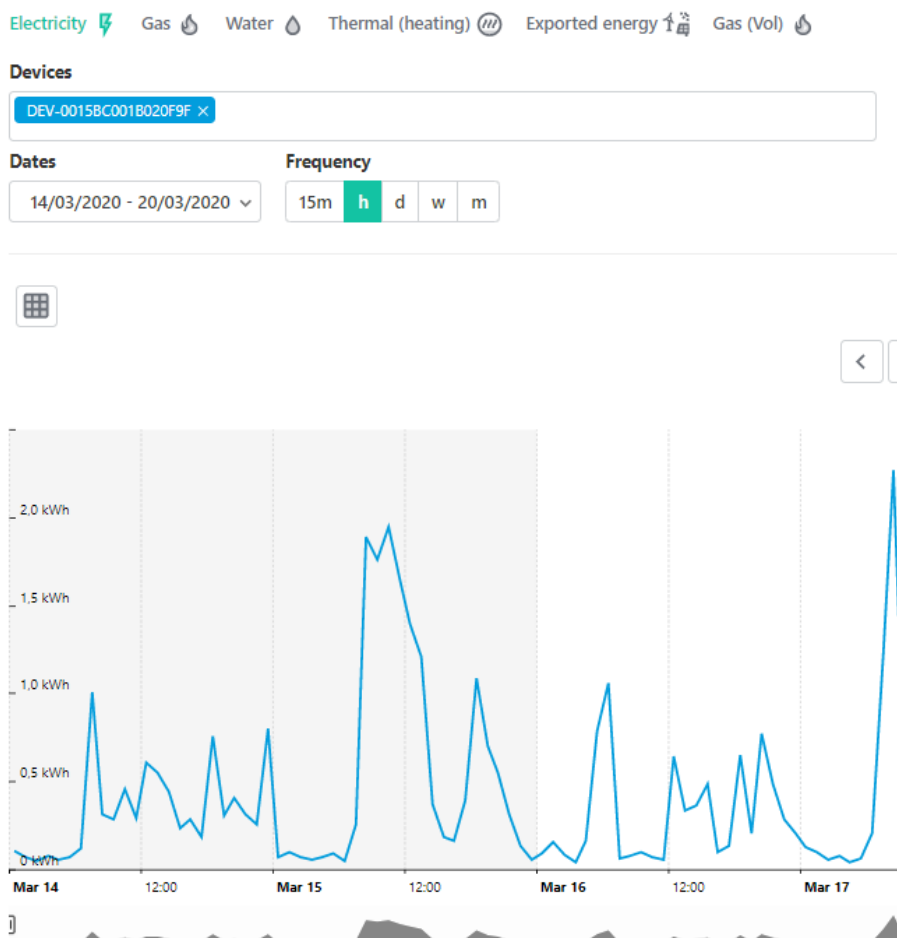 Electricity Gas Water Thermal (heating) Exported energy Gas (Vol)
Devices
DEV-0015BC001B020F9F ×
Dates Frequency
14/03/2020 - 20/03/2020 15m h d w m
2,0 kWh
1,5 kWh
1,0 kWh
0,5 kWh
0 kWh
Mar 14 12:00 Mar 15 12:00 Mar 16 12:00 Mar 17